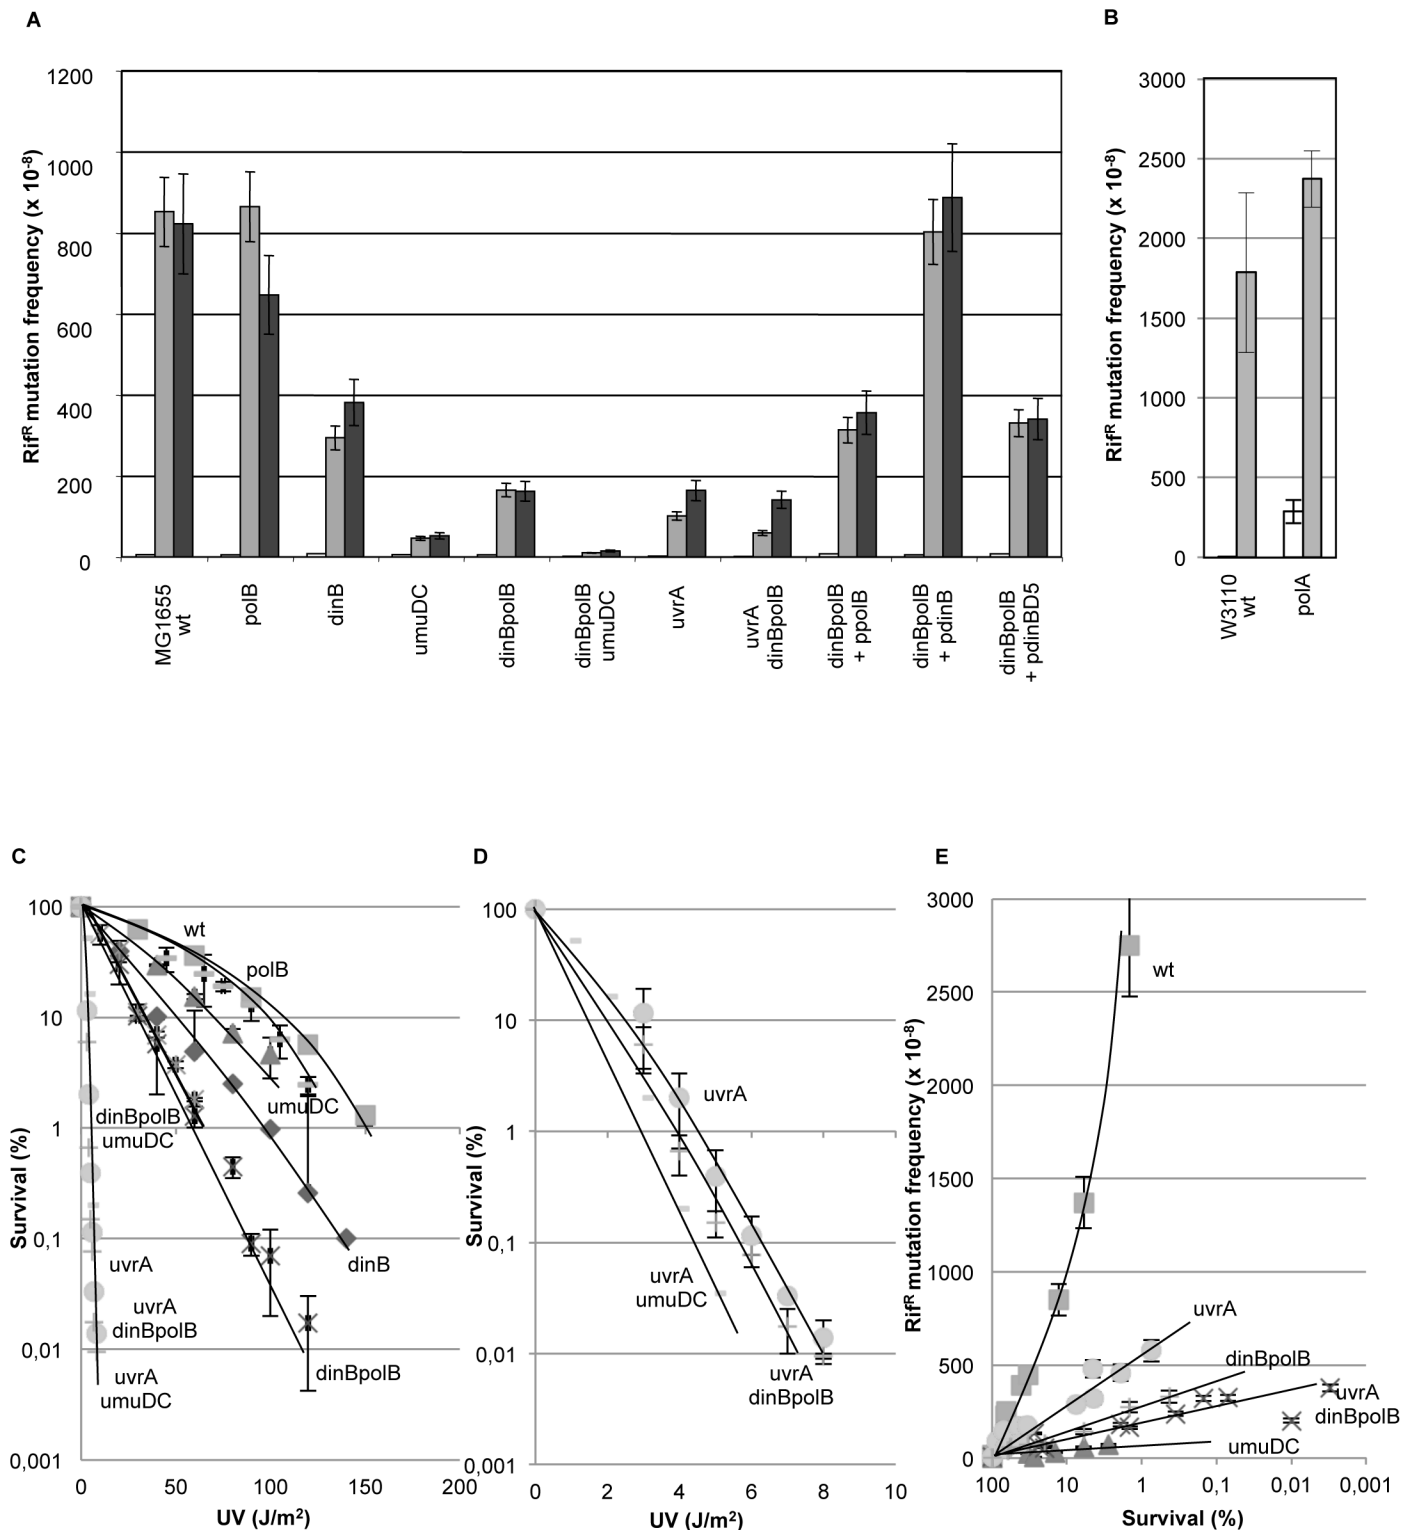 A
B
Rifᴿ mutation frequency (x 10⁻⁸)
1200
1000
800
600
400
200
0
MG1655
wt
polB
dinB
umuDC
dinBpolB
dinBpolB
umuDC
uvrA
uvrA
dinBpolB
dinBpolB
+ ppolB
dinBpolB
+ pdinB
dinBpolB
+ pdinBD5
Rifᴿ mutation frequency (x 10⁻⁸)
3000
2500
2000
1500
1000
500
0
W3110
wt
polA
C
D
E
Survival (%)
100
10
1
0,1
0,01
0,001
wt
polB
umuDC
dinBpolB
umuDC
dinB
uvrA
uvrA
dinBpolB
uvrA
umuDC
dinBpolB
0
50
100
150
200
UV (J/m²)
Survival (%)
100
10
1
0,1
0,01
0,001
uvrA
uvrA
umuDC
uvrA
dinBpolB
0
2
4
6
8
10
UV (J/m²)
Rifᴿ mutation frequency (x 10⁻⁸)
3000
2500
2000
1500
1000
500
0
wt
uvrA
dinBpolB
uvrA
dinBpolB
umuDC
100
10
1
0,1
0,01
0,001
Survival (%)